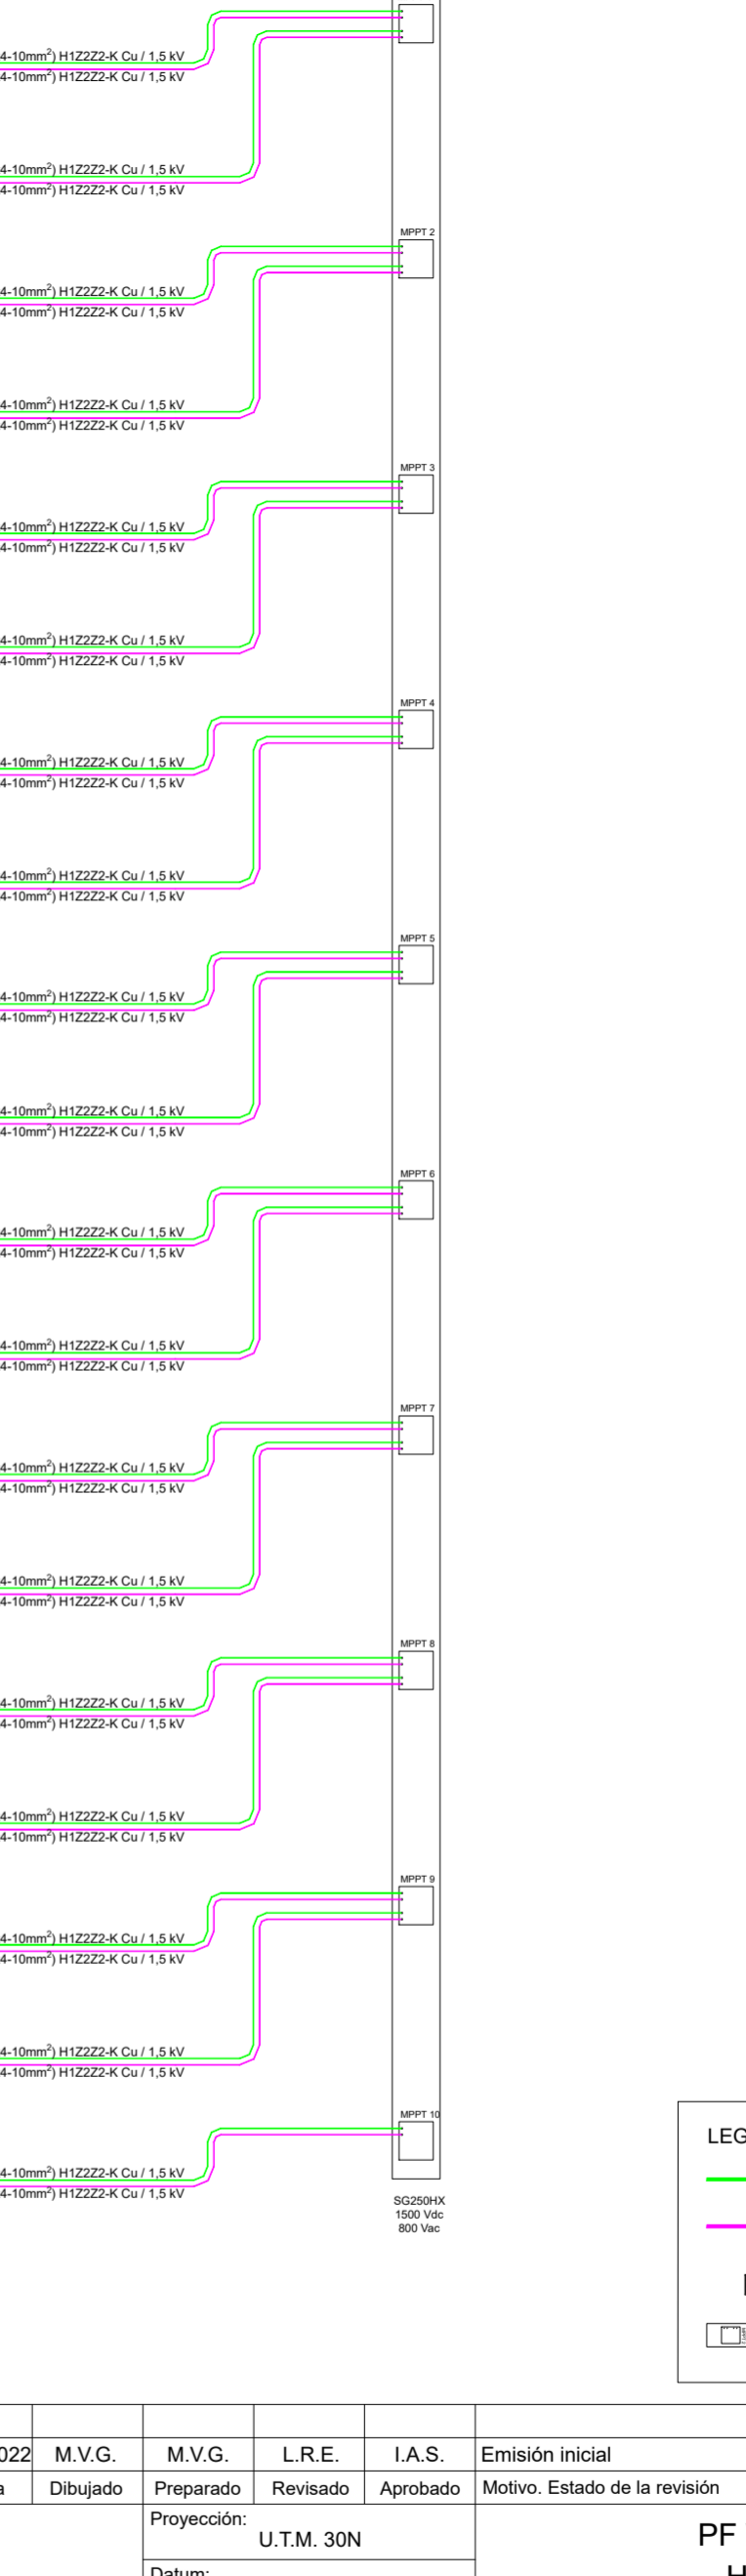 4-10mm²) H1Z2Z2-K Cu / 1,5 kV
4-10mm²) H1Z2Z2-K Cu / 1,5 kV
4-10mm²) H1Z2Z2-K Cu / 1,5 kV
4-10mm²) H1Z2Z2-K Cu / 1,5 kV
MPPT 2
4-10mm²) H1Z2Z2-K Cu / 1,5 kV
4-10mm²) H1Z2Z2-K Cu / 1,5 kV
4-10mm²) H1Z2Z2-K Cu / 1,5 kV
4-10mm²) H1Z2Z2-K Cu / 1,5 kV
MPPT 3
4-10mm²) H1Z2Z2-K Cu / 1,5 kV
4-10mm²) H1Z2Z2-K Cu / 1,5 kV
4-10mm²) H1Z2Z2-K Cu / 1,5 kV
4-10mm²) H1Z2Z2-K Cu / 1,5 kV
MPPT 4
4-10mm²) H1Z2Z2-K Cu / 1,5 kV
4-10mm²) H1Z2Z2-K Cu / 1,5 kV
4-10mm²) H1Z2Z2-K Cu / 1,5 kV
4-10mm²) H1Z2Z2-K Cu / 1,5 kV
MPPT 5
4-10mm²) H1Z2Z2-K Cu / 1,5 kV
4-10mm²) H1Z2Z2-K Cu / 1,5 kV
4-10mm²) H1Z2Z2-K Cu / 1,5 kV
4-10mm²) H1Z2Z2-K Cu / 1,5 kV
MPPT 6
4-10mm²) H1Z2Z2-K Cu / 1,5 kV
4-10mm²) H1Z2Z2-K Cu / 1,5 kV
4-10mm²) H1Z2Z2-K Cu / 1,5 kV
4-10mm²) H1Z2Z2-K Cu / 1,5 kV
MPPT 7
4-10mm²) H1Z2Z2-K Cu / 1,5 kV
4-10mm²) H1Z2Z2-K Cu / 1,5 kV
4-10mm²) H1Z2Z2-K Cu / 1,5 kV
4-10mm²) H1Z2Z2-K Cu / 1,5 kV
MPPT 8
4-10mm²) H1Z2Z2-K Cu / 1,5 kV
4-10mm²) H1Z2Z2-K Cu / 1,5 kV
4-10mm²) H1Z2Z2-K Cu / 1,5 kV
4-10mm²) H1Z2Z2-K Cu / 1,5 kV
MPPT 9
4-10mm²) H1Z2Z2-K Cu / 1,5 kV
4-10mm²) H1Z2Z2-K Cu / 1,5 kV
4-10mm²) H1Z2Z2-K Cu / 1,5 kV
4-10mm²) H1Z2Z2-K Cu / 1,5 kV
MPPT 10
4-10mm²) H1Z2Z2-K Cu / 1,5 kV
4-10mm²) H1Z2Z2-K Cu / 1,5 kV
SG250HX
1500 Vdc
800 Vac
LEG
022 M.V.G. M.V.G. L.R.E. I.A.S. Emisión inicial
a Dibujado Preparado Revisado Aprobado Motivo. Estado de la revisión
Proyección:
U.T.M. 30N
PF
Datum:
H